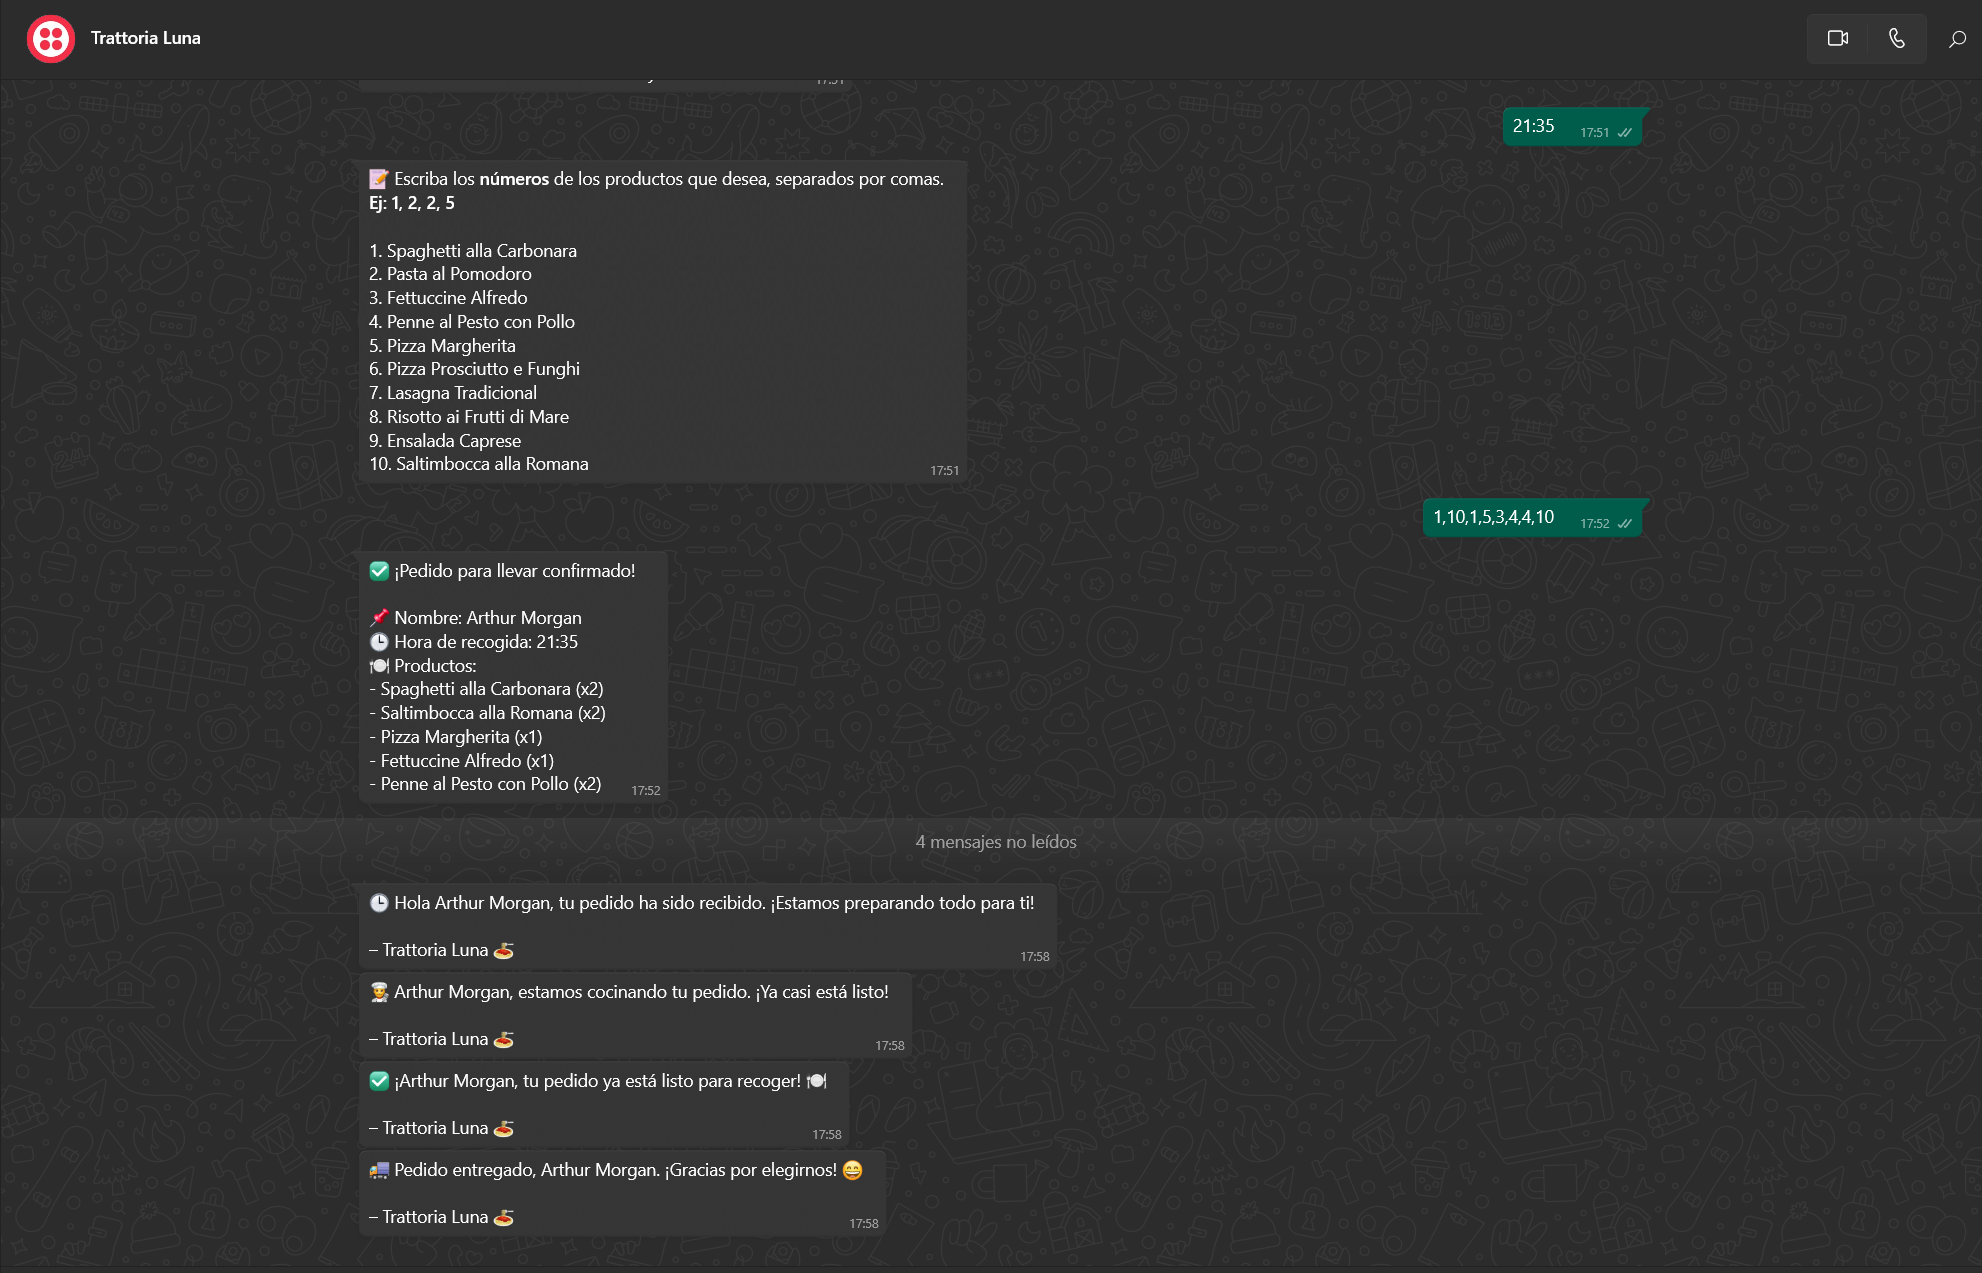 Trattoria Luna
17:51
21:35
17:51
📝 Escriba los números de los productos que desea, separados por comas.
Ej: 1, 2, 2, 5
1. Spaghetti alla Carbonara
2. Pasta al Pomodoro
3. Fettuccine Alfredo
4. Penne al Pesto con Pollo
5. Pizza Margherita
6. Pizza Prosciutto e Funghi
7. Lasagna Tradicional
8. Risotto ai Frutti di Mare
9. Ensalada Caprese
10. Saltimbocca alla Romana
17:51
1,10,1,5,3,4,4,10
17:52
✅ ¡Pedido para llevar confirmado!
📌 Nombre: Arthur Morgan
🕒 Hora de recogida: 21:35
🍽️ Productos:
- Spaghetti alla Carbonara (x2)
- Saltimbocca alla Romana (x2)
- Pizza Margherita (x1)
- Fettuccine Alfredo (x1)
- Penne al Pesto con Pollo (x2)
17:52
4 mensajes no leídos
🕒 Hola Arthur Morgan, tu pedido ha sido recibido. ¡Estamos preparando todo para ti!
– Trattoria Luna 🍝
17:58
👨‍🍳 Arthur Morgan, estamos cocinando tu pedido. ¡Ya casi está listo!
– Trattoria Luna 🍝
17:58
✅ ¡Arthur Morgan, tu pedido ya está listo para recoger! 🍽️
– Trattoria Luna 🍝
17:58
🚚 Pedido entregado, Arthur Morgan. ¡Gracias por elegirnos! 😄
– Trattoria Luna 🍝
17:58